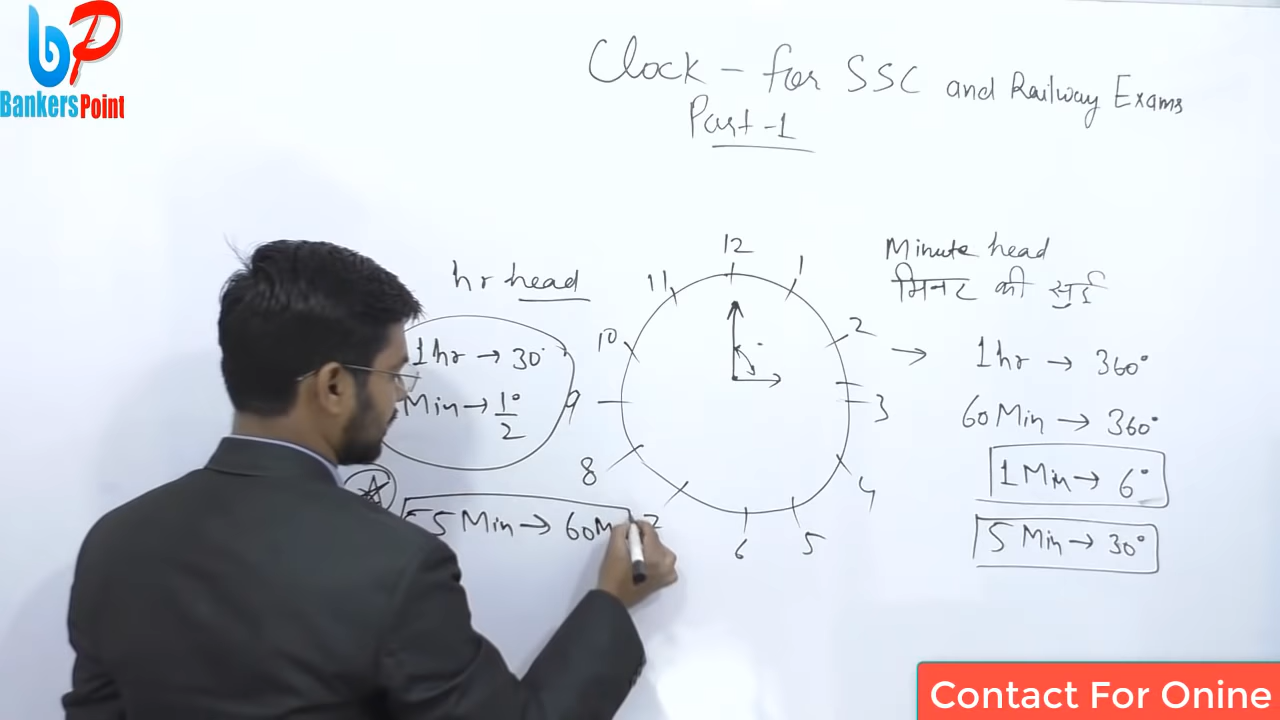 BankersPoint
Clock - for SSC and Railway Exams
Part-1
hr head
1hr → 30°
Min → 1°/2
55 Min → 60M
12
1
2
3
4
5
6
7
8
9
10
11
Minute head
मिनट की सुई
→ 1hr → 360°
60 Min → 360°
1 Min → 6°
5 Min → 30°
Contact For Onine